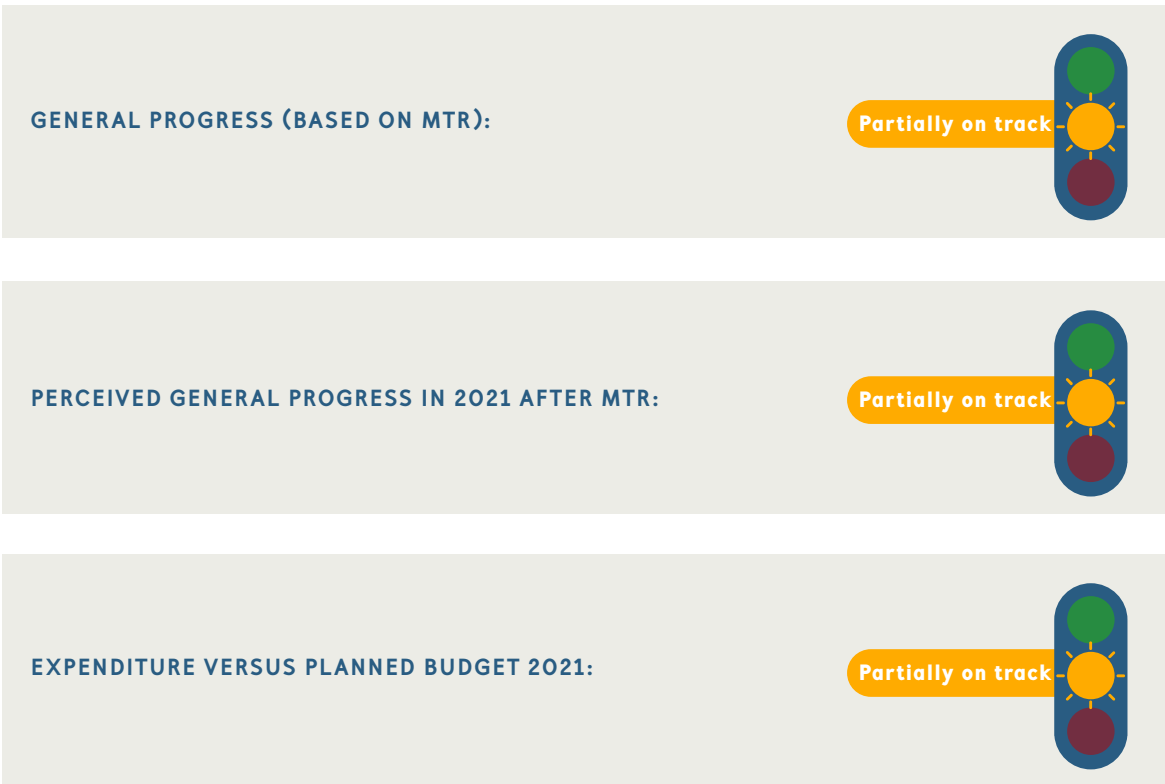 GENERAL PROGRESS (BASED ON MTR):
Partially on track
PERCEIVED GENERAL PROGRESS IN 2021 AFTER MTR:
Partially on track
EXPENDITURE VERSUS PLANNED BUDGET 2021:
Partially on track